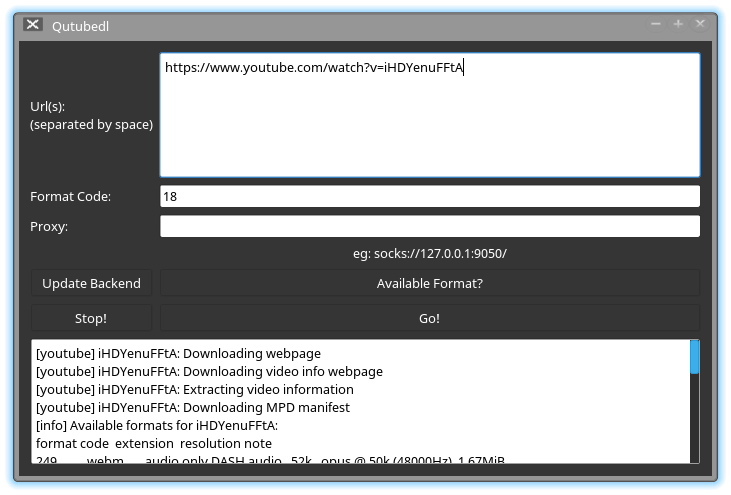 Qutubedl
https://www.youtube.com/watch?v=iHDYenuFFtA
Url(s):
(separated by space)
Format Code:
18
Proxy:
eg: socks://127.0.0.1:9050/
Update Backend
Available Format?
Stop!
Go!
[youtube] iHDYenuFFtA: Downloading webpage
[youtube] iHDYenuFFtA: Downloading video info webpage
[youtube] iHDYenuFFtA: Extracting video information
[youtube] iHDYenuFFtA: Downloading MPD manifest
[info] Available formats for iHDYenuFFtA:
format code extension resolution note
249 webm audio only DASH audio 52k , opus @ 50k (48000Hz), 1.67MiB